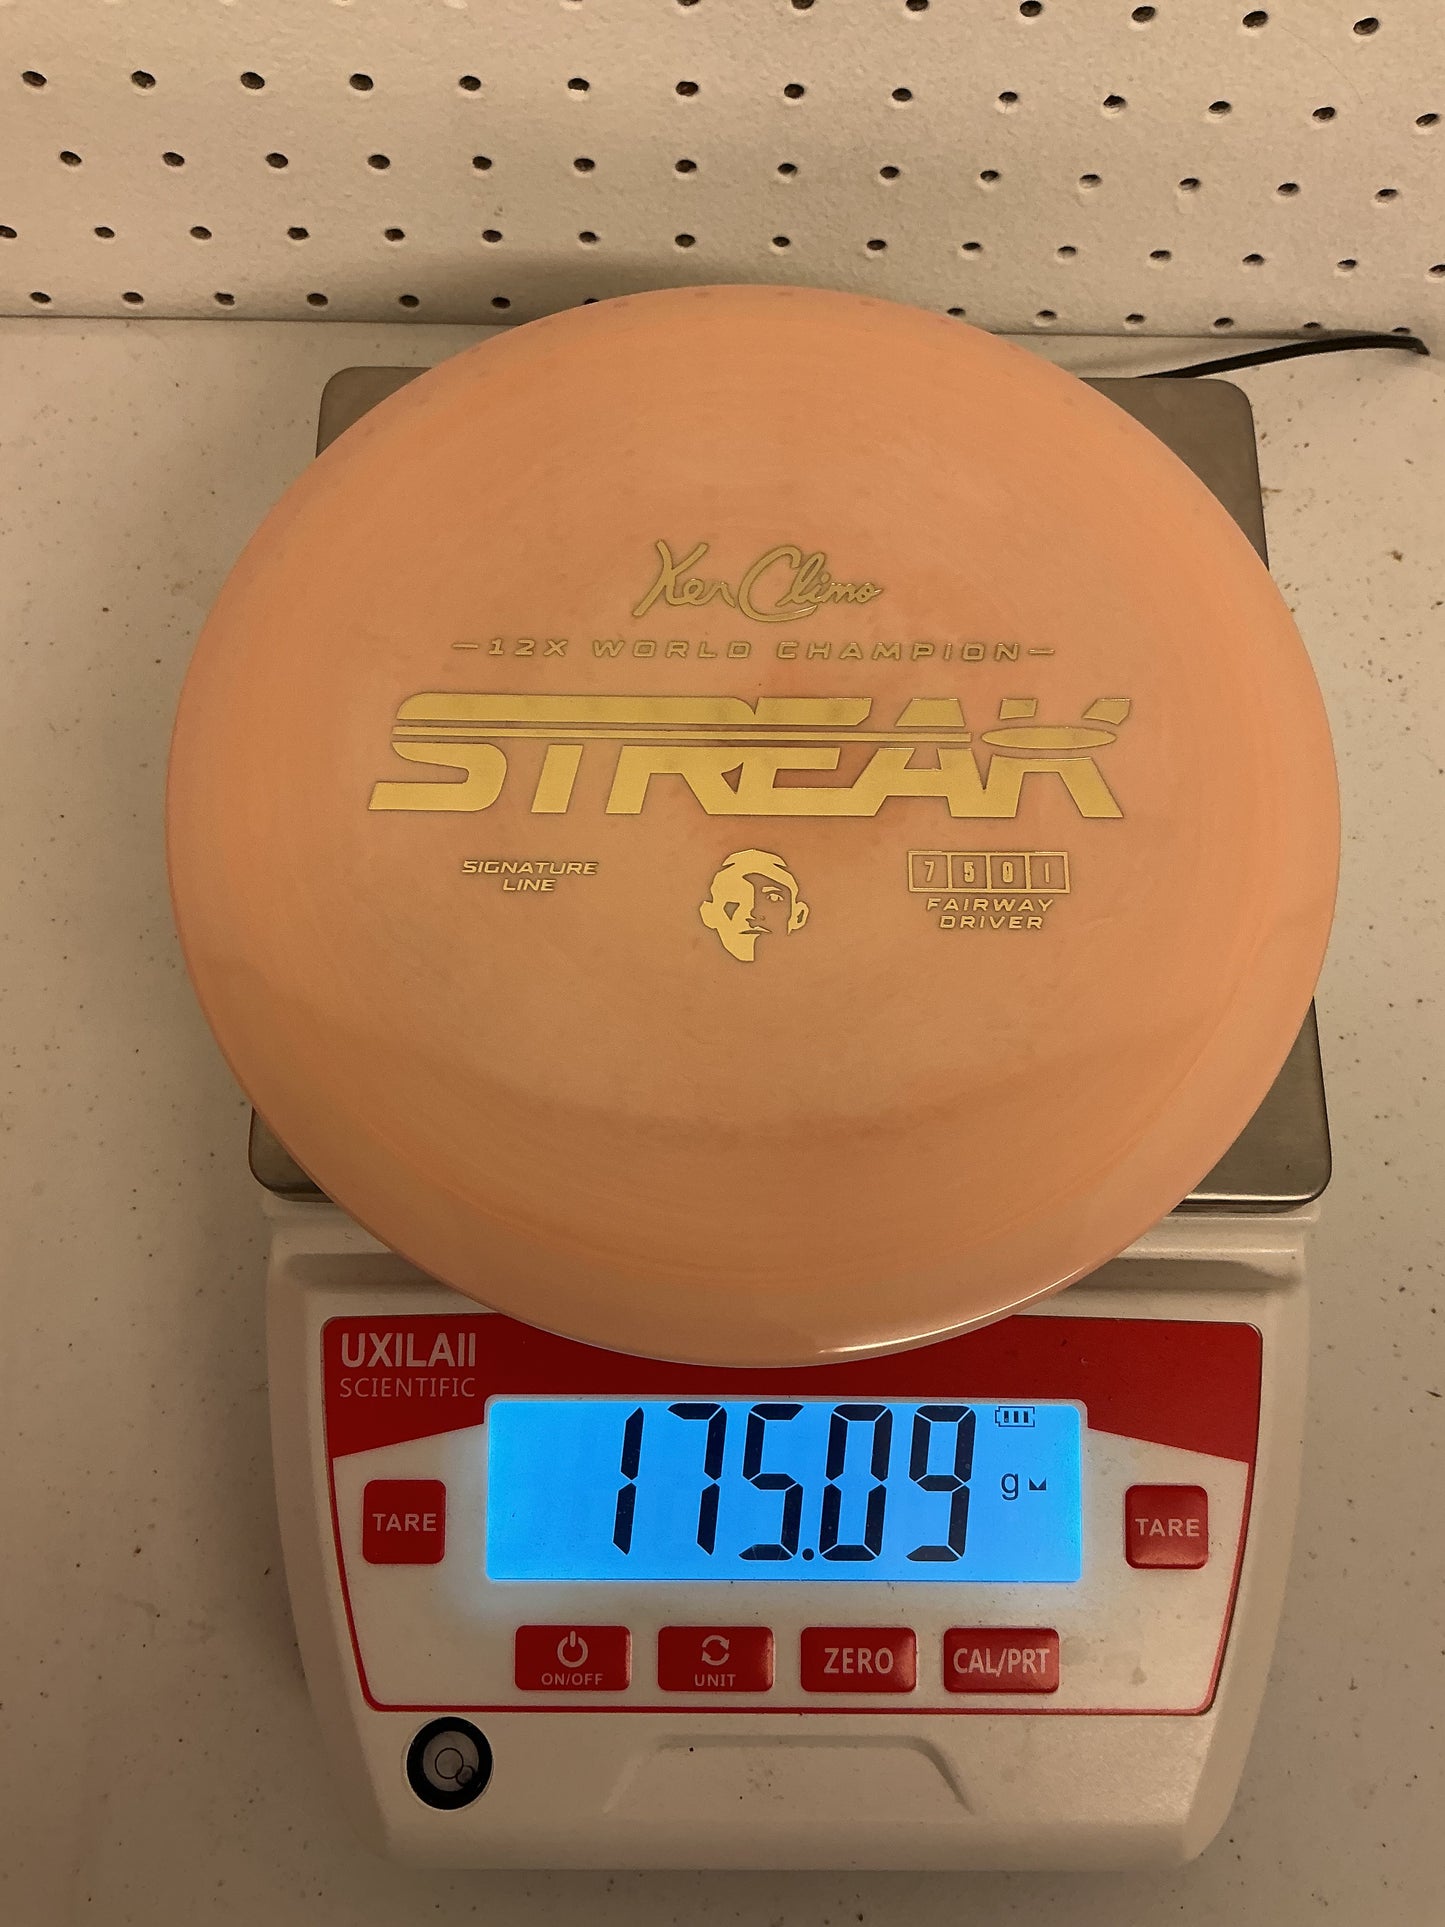 Ken Climo
—12X WORLD CHAMPION—
STREAK
SIGNATURE
LINE
7 5 0 1
FAIRWAY
DRIVER
UXILAII
SCIENTIFIC
175.09 g
TARE
TARE
ON/OFF
UNIT
ZERO
CAL/PRT